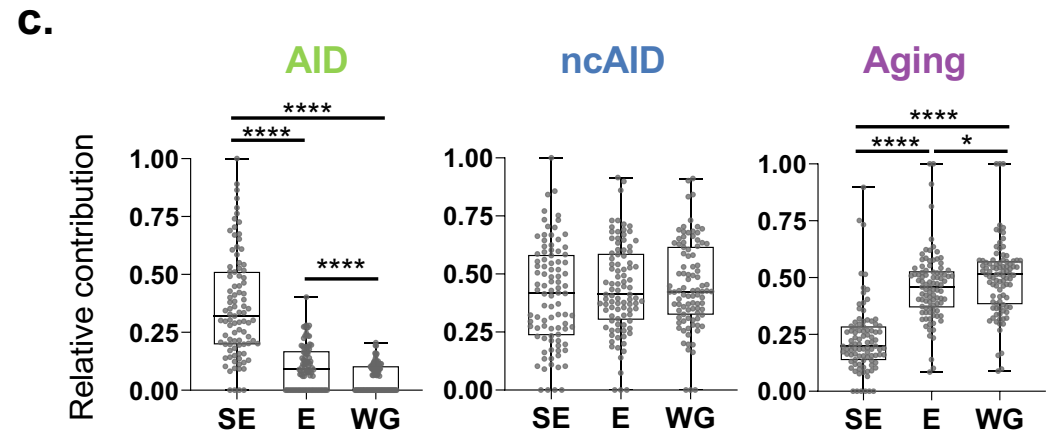 c.
AID ncAID Aging
**** **** ****
**** *
****
Relative contribution
1.00 0.75 0.50 0.25 0.00
SE E WG
1.00 0.75 0.50 0.25 0.00
SE E WG
1.00 0.75 0.50 0.25 0.00
SE E WG